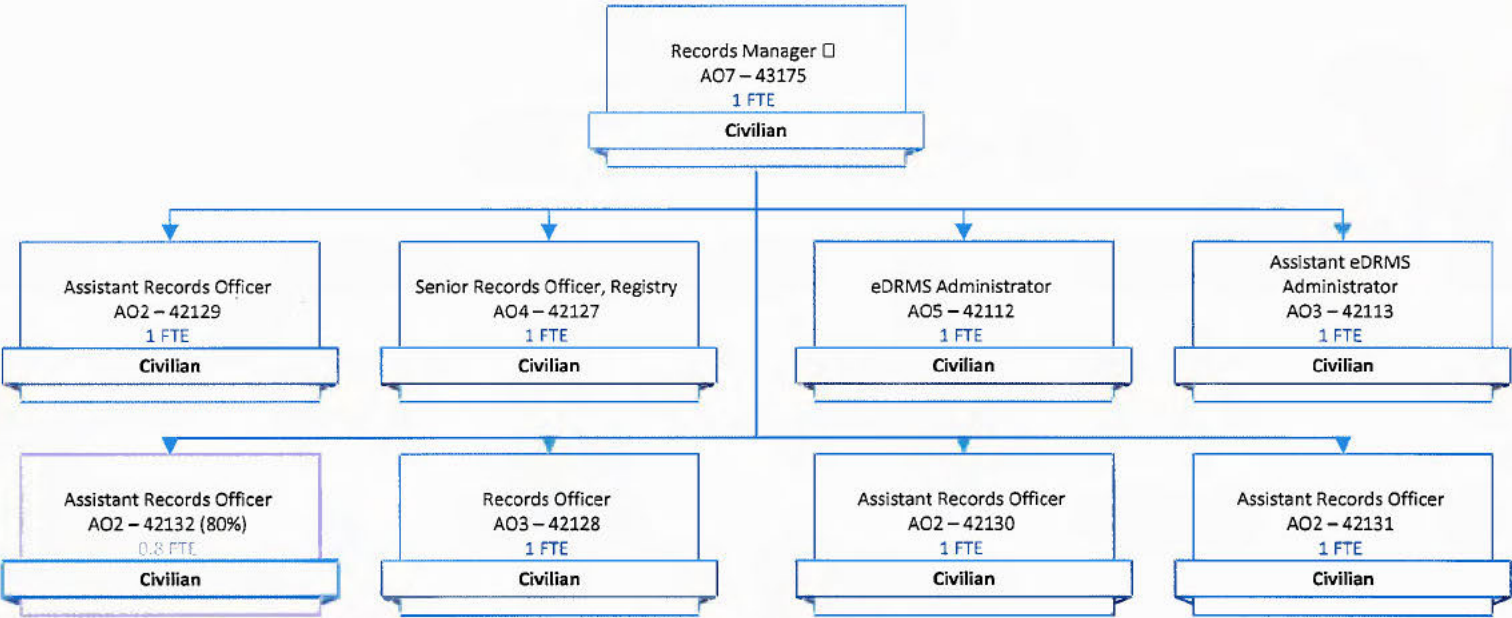 Records Manager □
AO7 – 43175
1 FTE
Civilian
Assistant Records Officer
AO2 – 42129
1 FTE
Civilian
Senior Records Officer, Registry
AO4 – 42127
1 FTE
Civilian
eDRMS Administrator
AO5 – 42112
1 FTE
Civilian
Assistant eDRMS
Administrator
AO3 – 42113
1 FTE
Civilian
Assistant Records Officer
AO2 – 42132 (80%)
0.8 FTE
Civilian
Records Officer
AO3 – 42128
1 FTE
Civilian
Assistant Records Officer
AO2 – 42130
1 FTE
Civilian
Assistant Records Officer
AO2 – 42131
1 FTE
Civilian